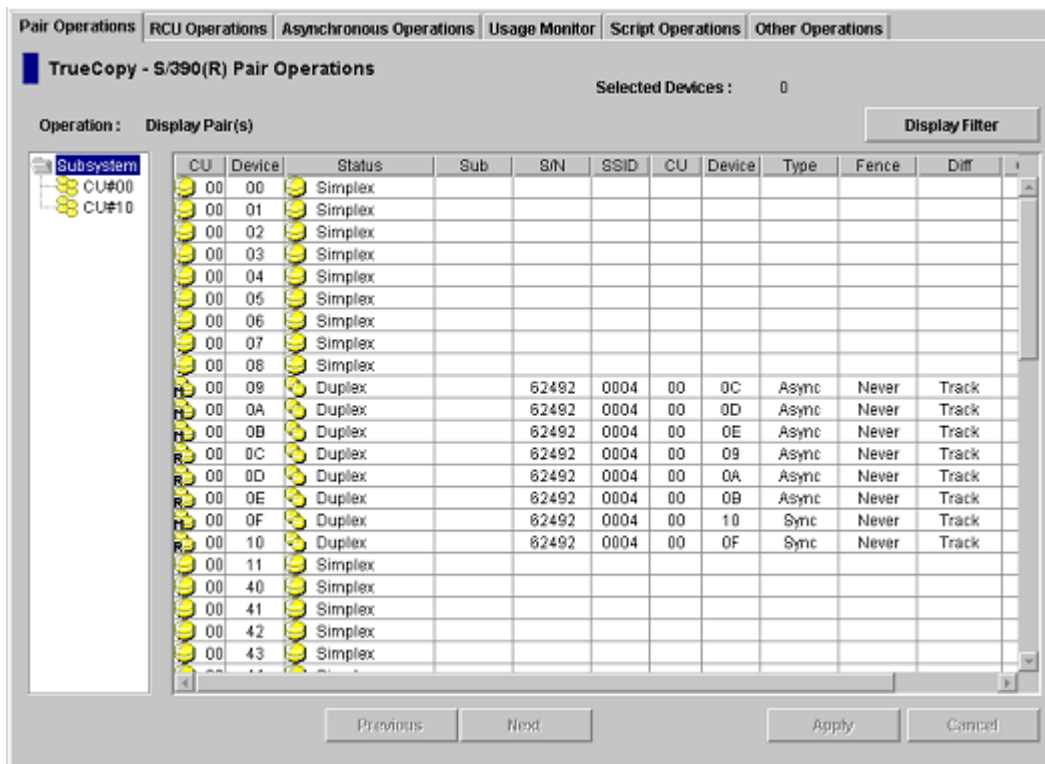 Pair Operations RCU Operations Asynchronous Operations Usage Monitor Script Operations Other Operations
TrueCopy - S/390(R) Pair Operations
Selected Devices : 0
Operation : Display Pair(s) Display Filter
Subsystem
CU#00
CU#10
CU Device Status Sub S/N SSID CU Device Type Fence Diff
00 00 Simplex
00 01 Simplex
00 02 Simplex
00 03 Simplex
00 04 Simplex
00 05 Simplex
00 06 Simplex
00 07 Simplex
00 08 Simplex
M 00 09 Duplex 62492 0004 00 0C Async Never Track
M 00 0A Duplex 62492 0004 00 0D Async Never Track
M 00 0B Duplex 62492 0004 00 0E Async Never Track
R 00 0C Duplex 62492 0004 00 09 Async Never Track
R 00 0D Duplex 62492 0004 00 0A Async Never Track
R 00 0E Duplex 62492 0004 00 0B Async Never Track
M 00 0F Duplex 62492 0004 00 10 Sync Never Track
R 00 10 Duplex 62492 0004 00 0F Sync Never Track
00 11 Simplex
00 40 Simplex
00 41 Simplex
00 42 Simplex
00 43 Simplex
Previous Next Apply Cancel